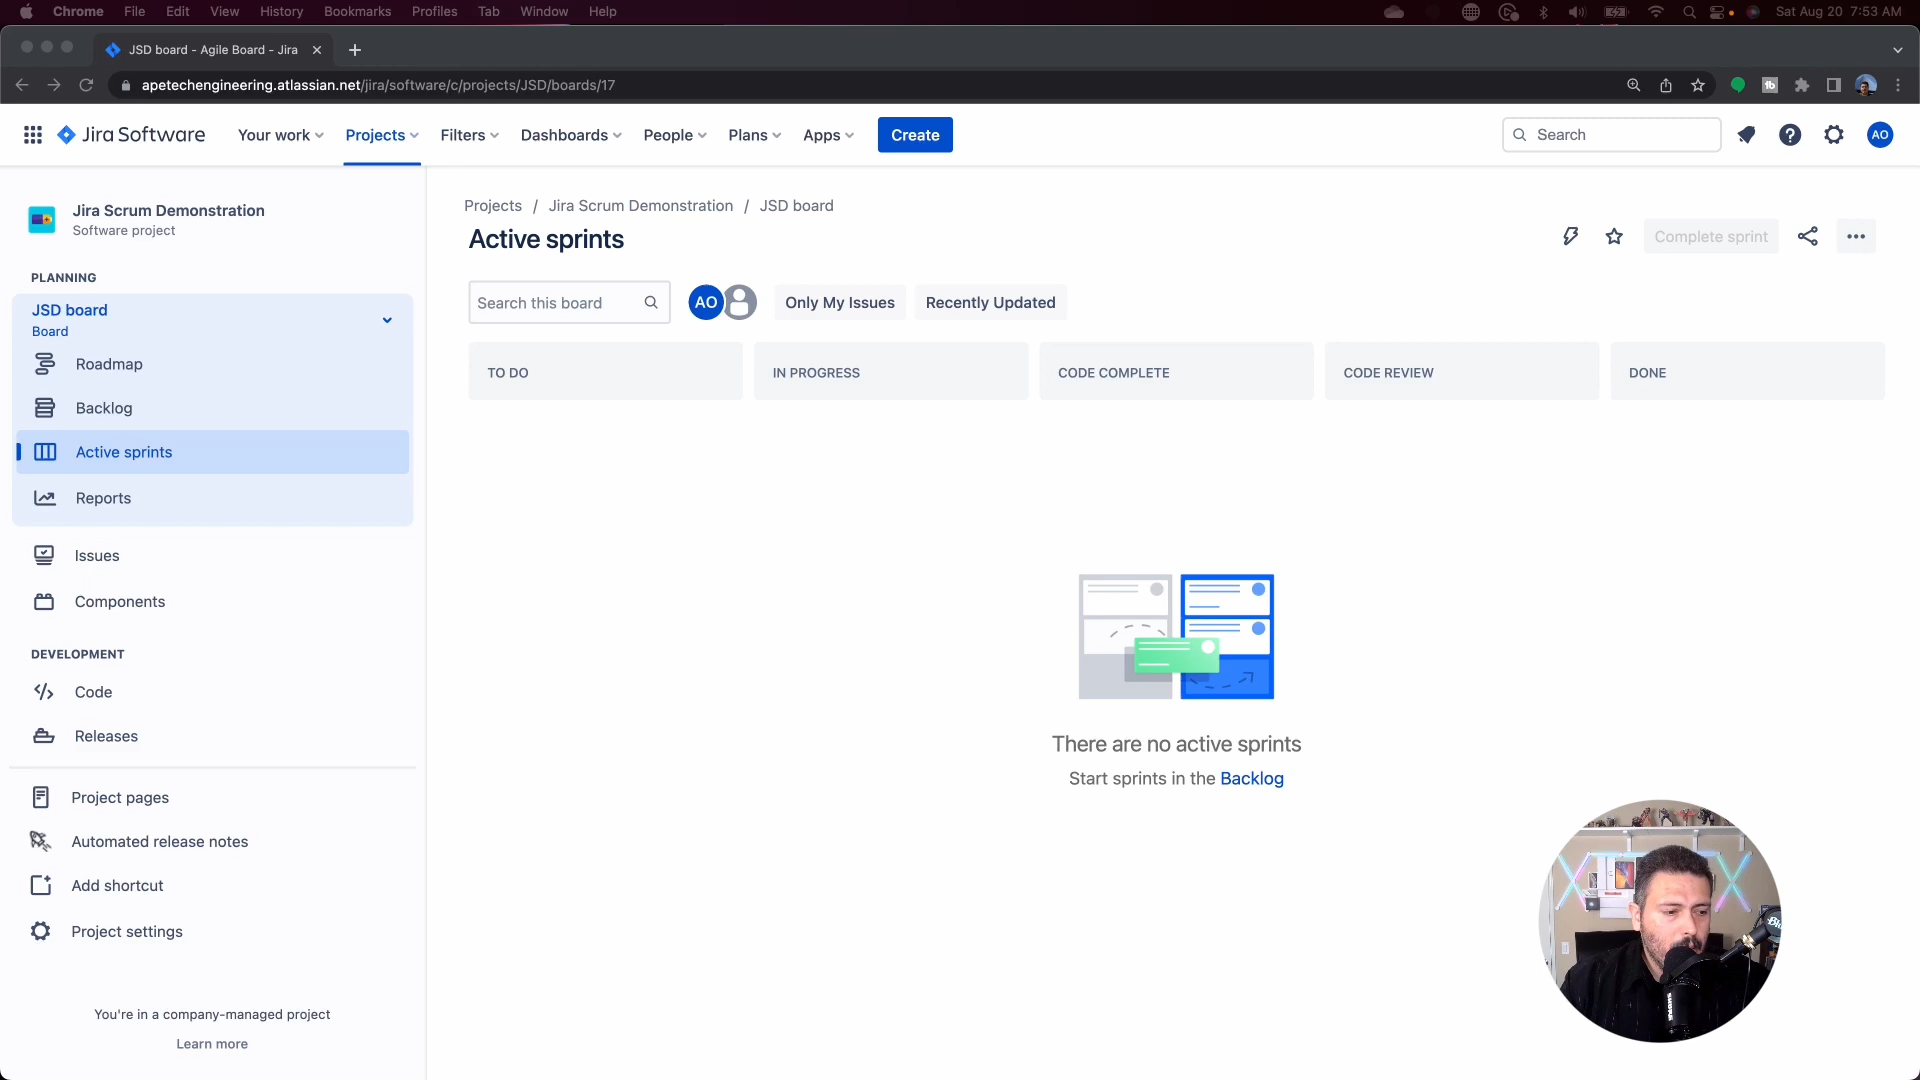 Chrome File Edit View History Bookmarks Profiles Tab Window Help Sat Aug 20 7:53 AM
JSD board - Agile Board - Jira
apetechengineering.atlassian.net/jira/software/c/projects/JSD/boards/17
Jira Software Your work Projects Filters Dashboards People Plans Apps Create Search AO
Jira Scrum Demonstration
Software project
PLANNING
JSD board
Board
Roadmap
Backlog
Active sprints
Reports
Issues
Components
DEVELOPMENT
Code
Releases
Project pages
Automated release notes
Add shortcut
Project settings
You're in a company-managed project
Learn more
Projects / Jira Scrum Demonstration / JSD board
Active sprints
Complete sprint
Search this board AO Only My Issues Recently Updated
TO DO IN PROGRESS CODE COMPLETE CODE REVIEW DONE
There are no active sprints
Start sprints in the Backlog